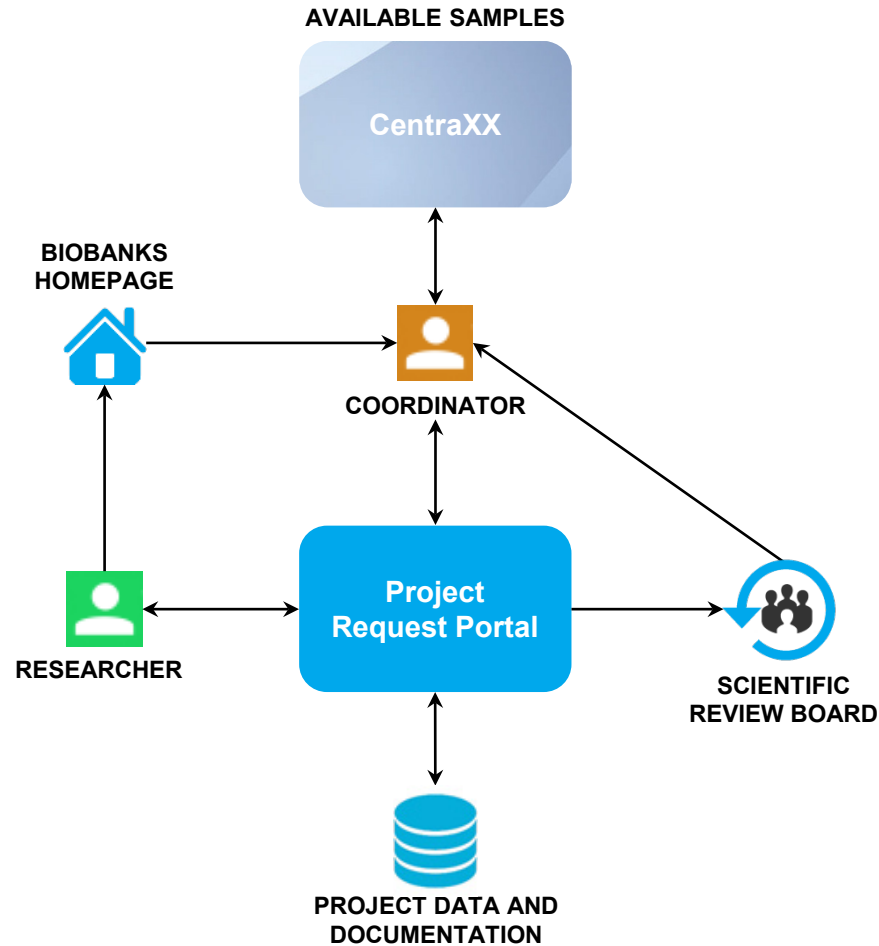 AVAILABLE SAMPLES
CentraXX
BIOBANKS
HOMEPAGE
COORDINATOR
Project
Request Portal
RESEARCHER
SCIENTIFIC
REVIEW BOARD
PROJECT DATA AND
DOCUMENTATION